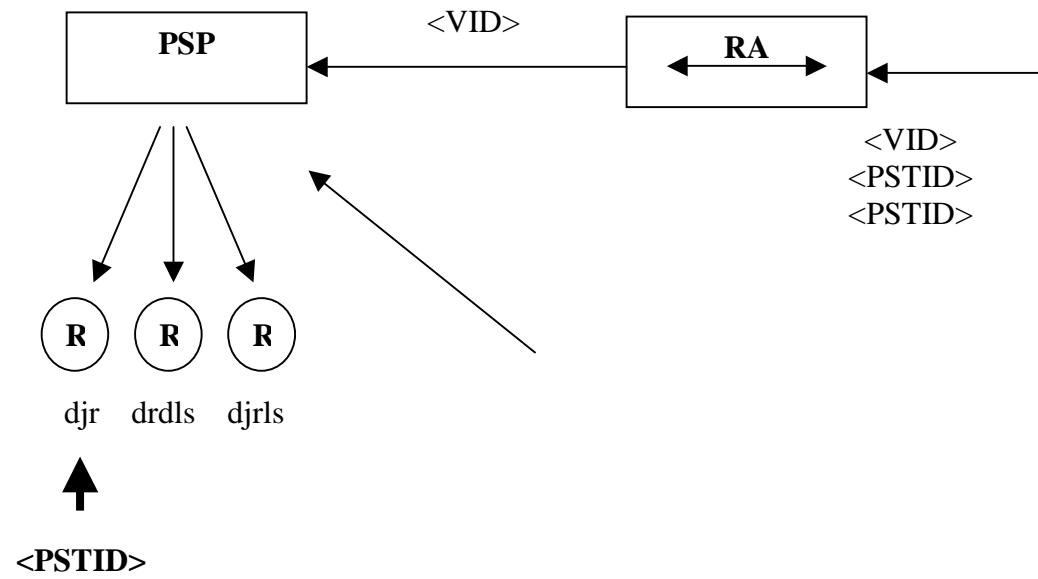 <VID>
PSP
RA
<VID>
<PSTID>
<PSTID>
R R R
djr drdls djrls
<PSTID>